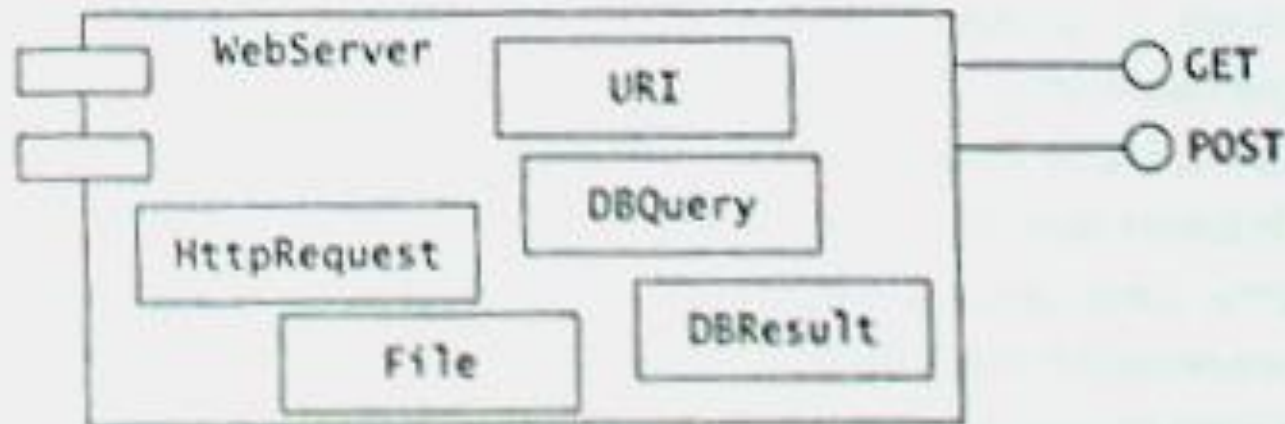 WebServer
URI
GET
POST
DBQuery
HttpRequest
DBResult
File